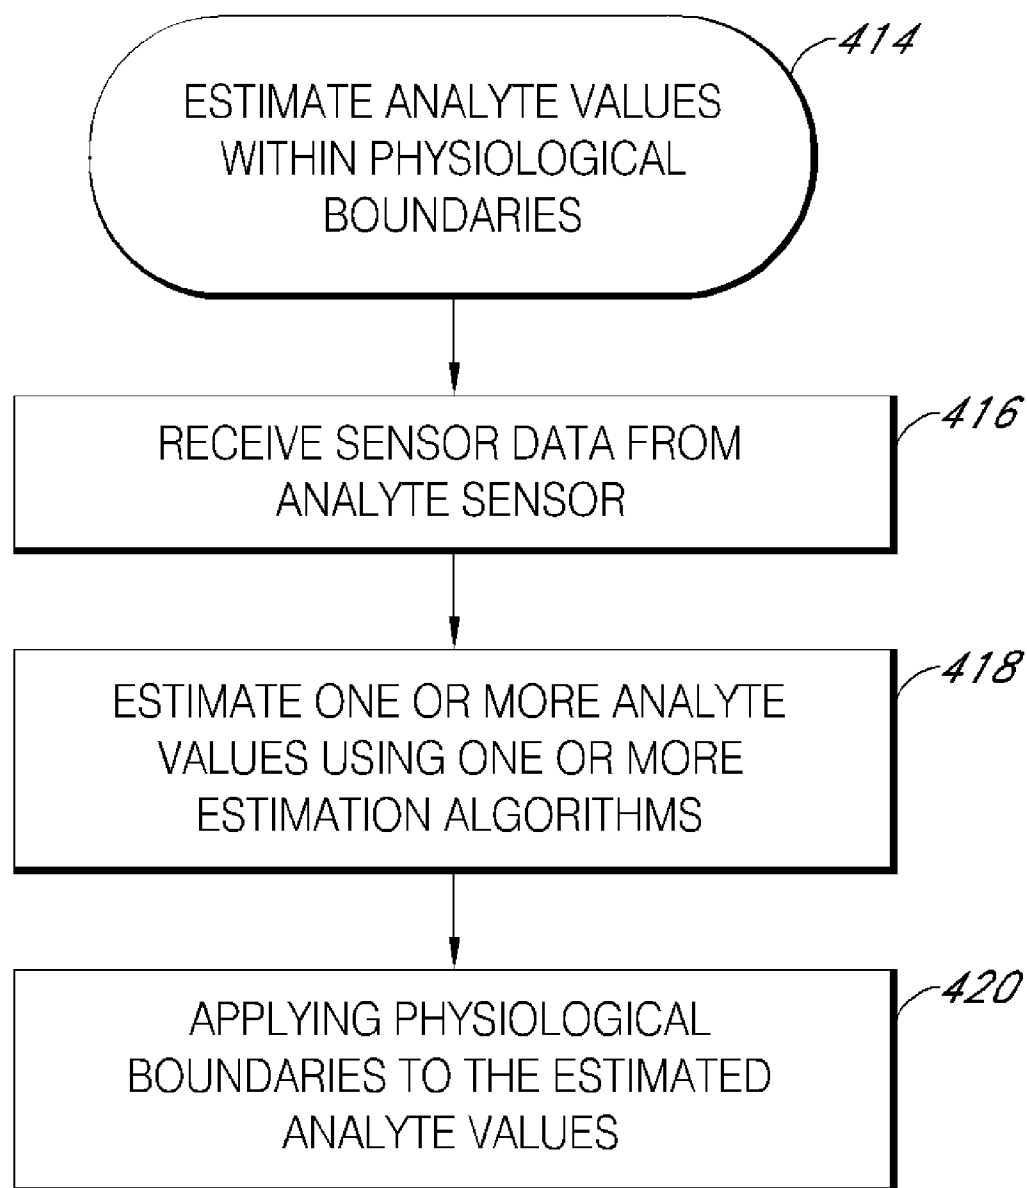 414
ESTIMATE ANALYTE VALUES
WITHIN PHYSIOLOGICAL
BOUNDARIES
416
RECEIVE SENSOR DATA FROM
ANALYTE SENSOR
418
ESTIMATE ONE OR MORE ANALYTE
VALUES USING ONE OR MORE
ESTIMATION ALGORITHMS
420
APPLYING PHYSIOLOGICAL
BOUNDARIES TO THE ESTIMATED
ANALYTE VALUES